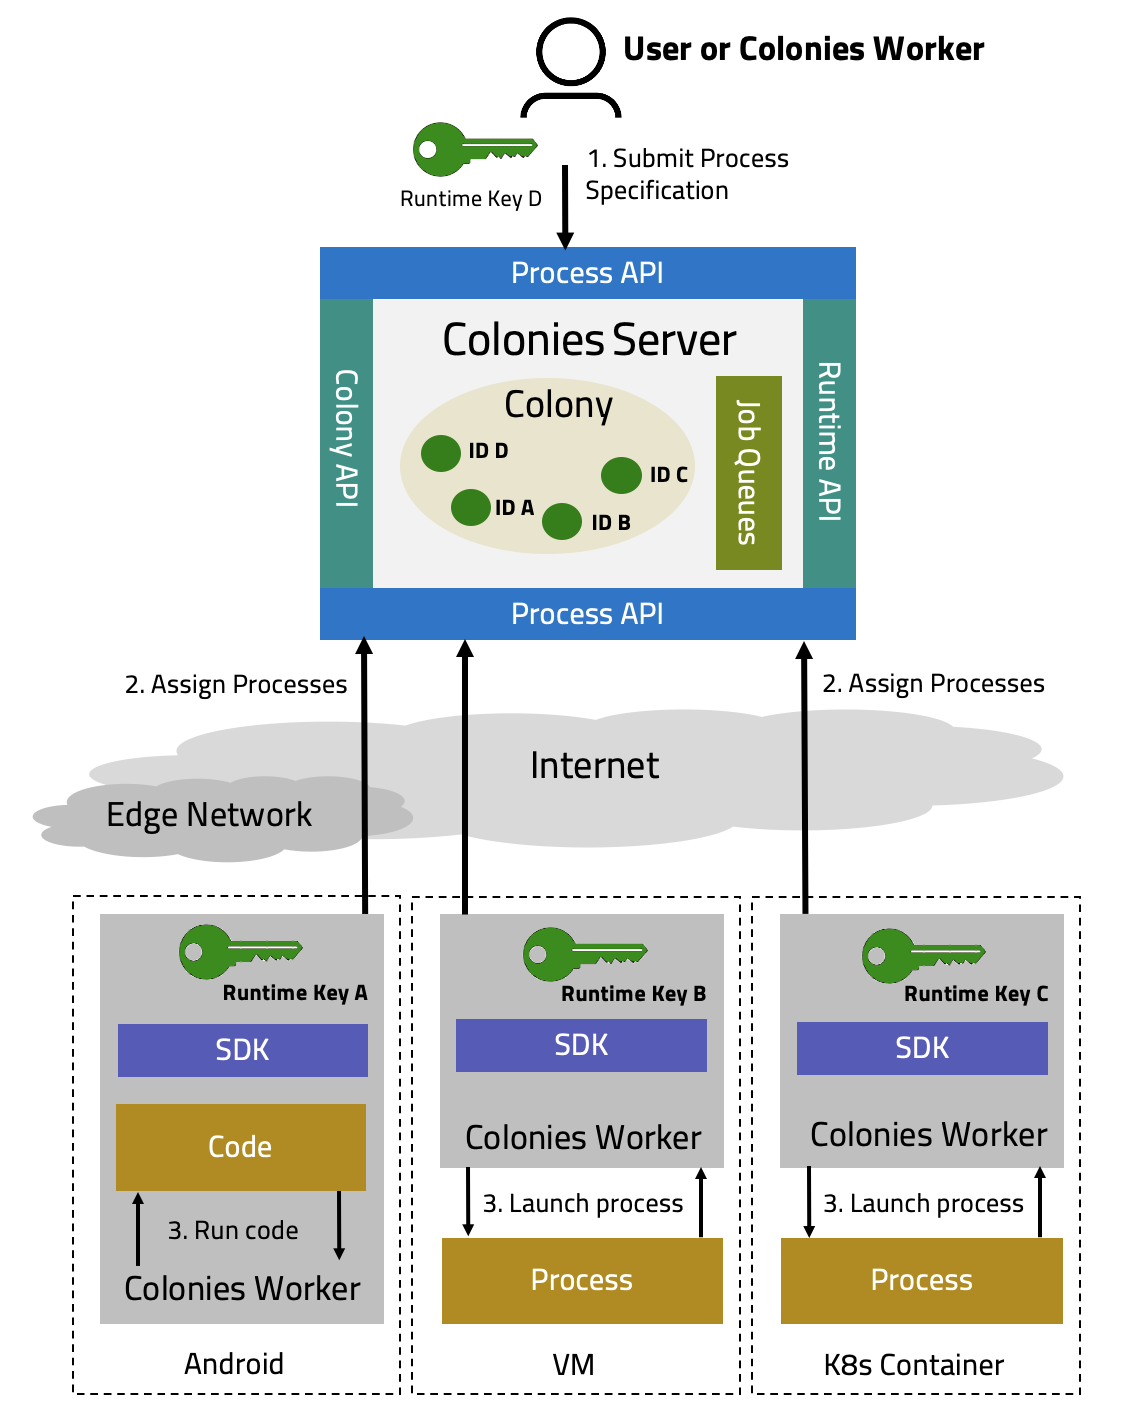 User or Colonies Worker
1. Submit Process
Specification
Runtime Key D
Process API
Colonies Server
Colony API
Colony
ID D
ID C
ID A
ID B
Job Queues
Runtime API
Process API
2. Assign Processes
2. Assign Processes
Internet
Edge Network
Runtime Key A
SDK
Code
3. Run code
Colonies Worker
Android
Runtime Key B
SDK
Colonies Worker
3. Launch process
Process
VM
Runtime Key C
SDK
Colonies Worker
3. Launch process
Process
K8s Container